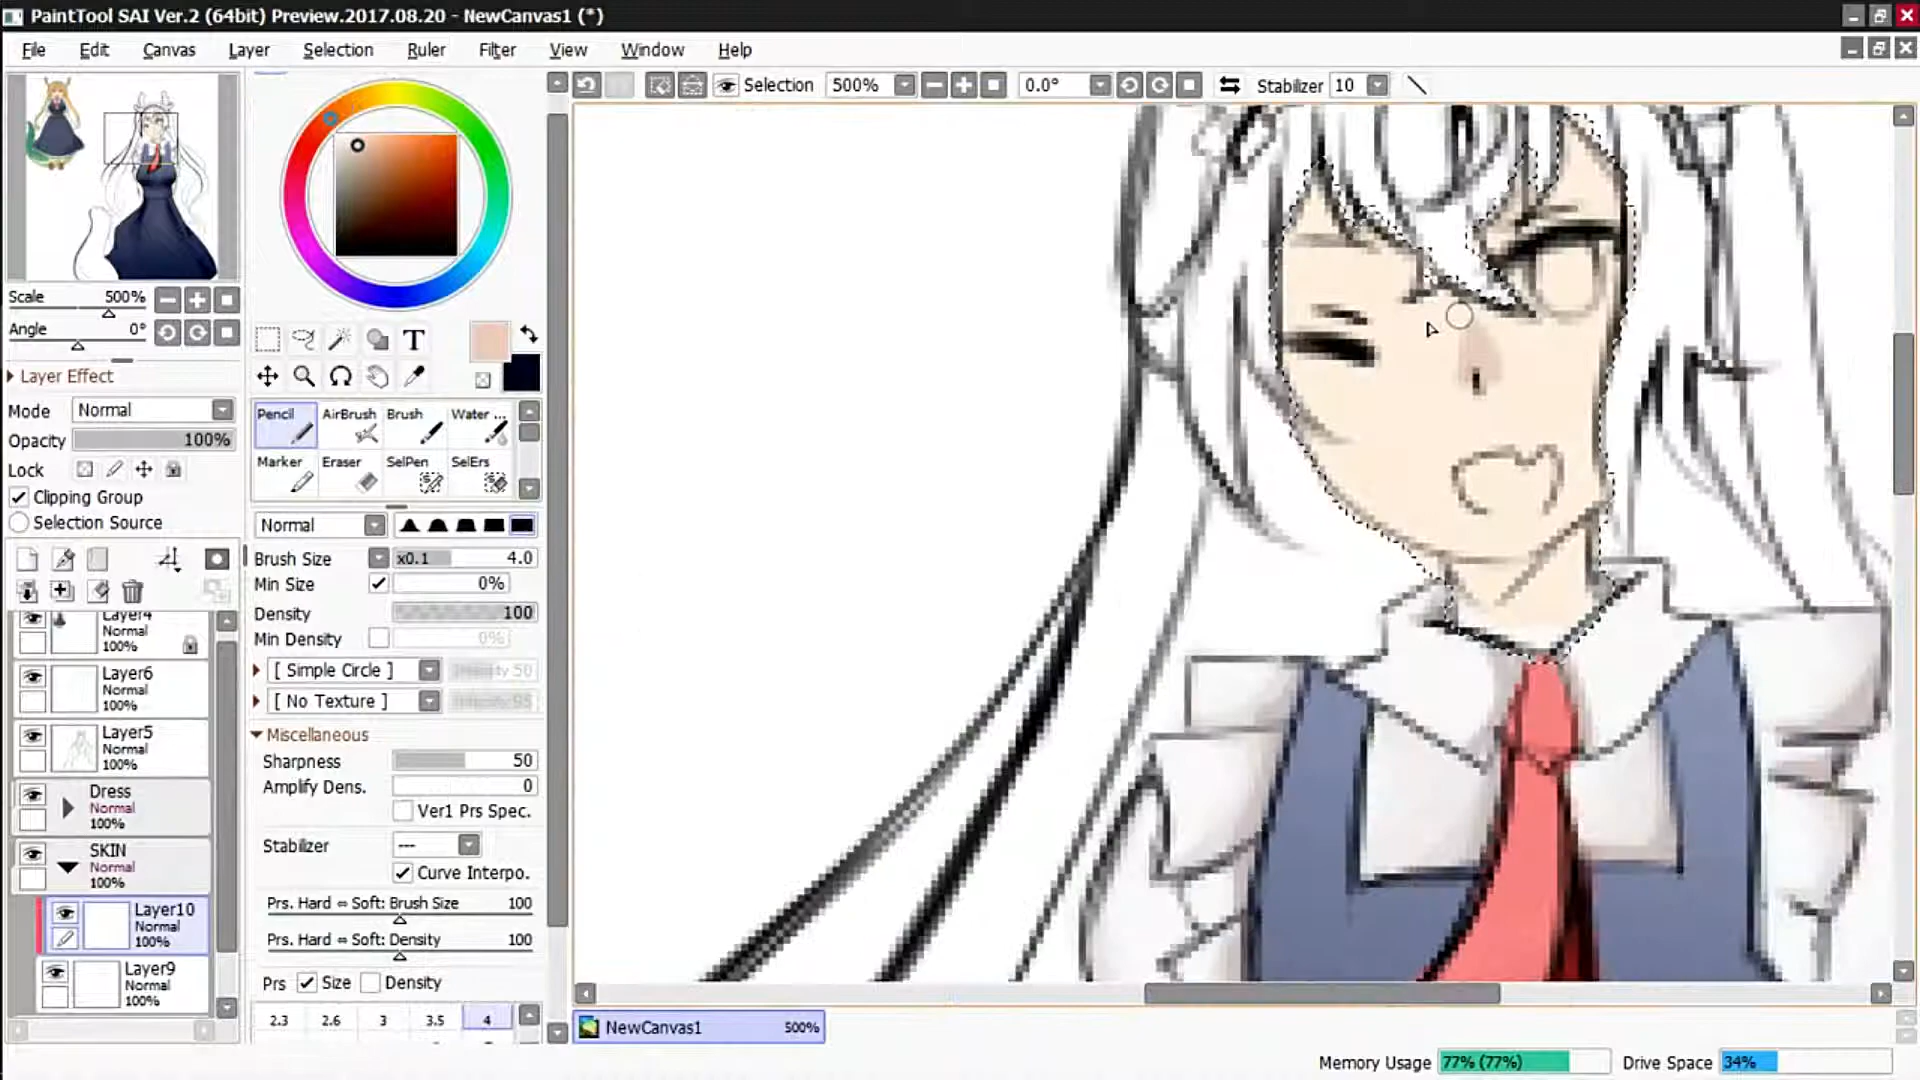 PaintTool SAI Ver.2 (64bit) Preview.2017.08.20 - NewCanvas1 (*)
File Edit Canvas Layer Selection Ruler Filter View Window Help
Selection 500% 0.0° Stabilizer 10
Scale 500%
Angle 0°
Layer Effect
Mode Normal
Opacity 100%
Lock
Clipping Group
Selection Source
Layer4
Normal
100%
Layer6
Normal
100%
Layer5
Normal
100%
Dress
Normal
100%
SKIN
Normal
100%
Layer10
Normal
100%
Layer9
Normal
100%
T
Pencil AirBrush Brush Water ...
Marker Eraser SelPen SelErs
Normal
Brush Size x0.1 4.0
Min Size 0%
Density 100
Min Density 0%
[ Simple Circle ] Intensity 50
[ No Texture ] Intensity 95
Miscellaneous
Sharpness 50
Amplify Dens. 0
Ver1 Prs Spec.
Stabilizer ---
Curve Interpo.
Prs. Hard ⇔ Soft: Brush Size 100
Prs. Hard ⇔ Soft: Density 100
Prs Size Density
2.3 2.6 3 3.5 4
NewCanvas1 500%
Memory Usage 77% (77%) Drive Space 34%